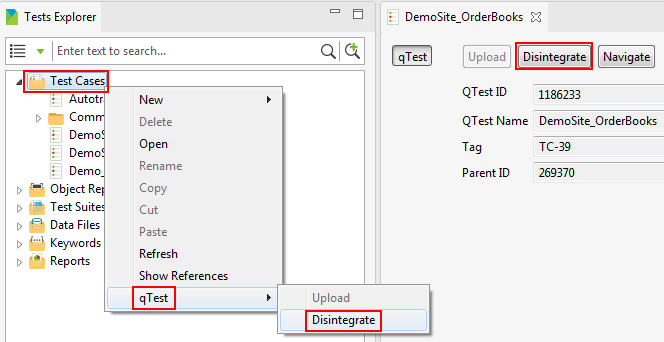 Tests Explorer
Enter text to search...
Test Cases
Autotra
Comm
DemoS
DemoS
Demo_
Object Rep
Test Suites
Data Files
Keywords
Reports
New
Delete
Open
Rename
Copy
Cut
Paste
Refresh
Show References
qTest
Upload
Disintegrate
DemoSite_OrderBooks
qTest Upload Disintegrate Navigate
QTest ID 1186233
QTest Name DemoSite_OrderBooks
Tag TC-39
Parent ID 269370